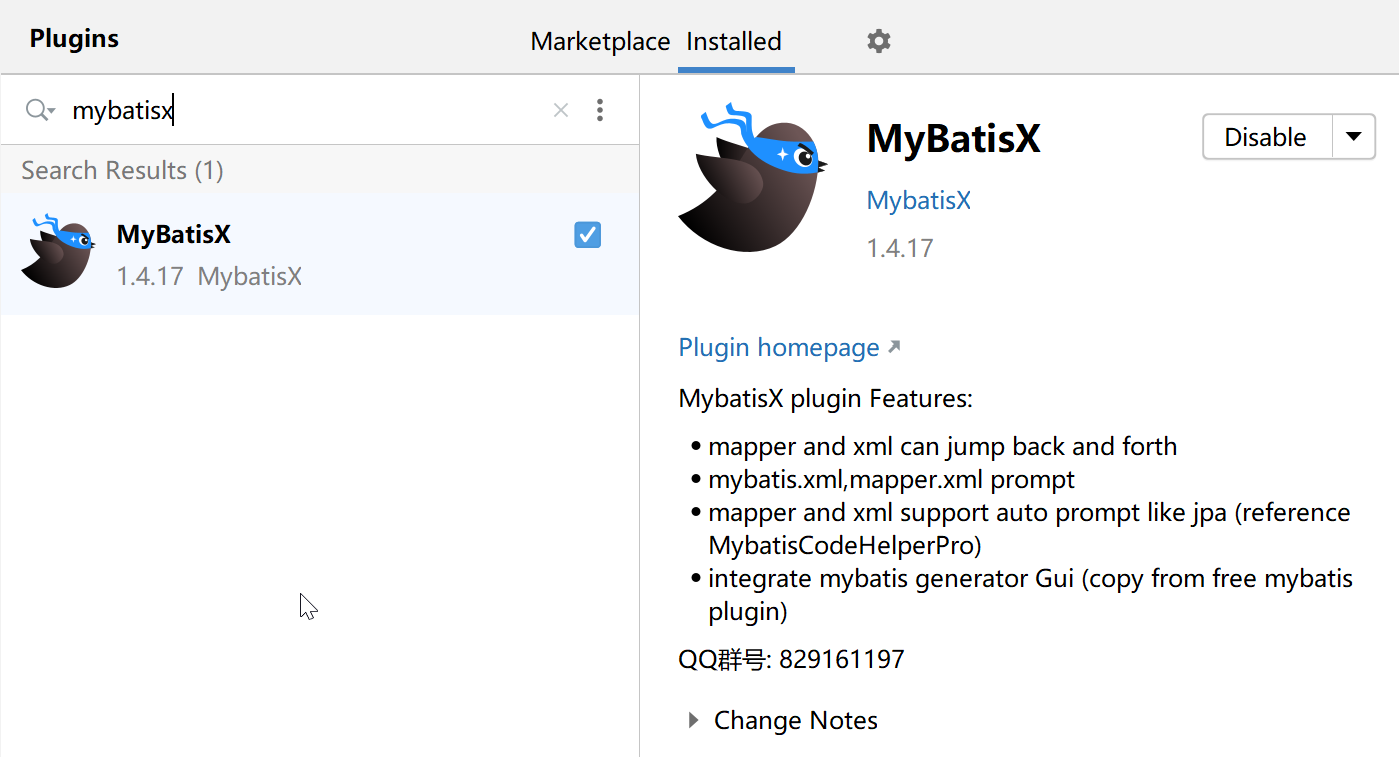 Plugins
Marketplace
Installed
mybatisx
Search Results (1)
MyBatisX
1.4.17 MybatisX
MyBatisX
Disable
MybatisX
1.4.17
Plugin homepage
MybatisX plugin Features:
mapper and xml can jump back and forth
mybatis.xml,mapper.xml prompt
mapper and xml support auto prompt like jpa (reference
MybatisCodeHelperPro)
integrate mybatis generator Gui (copy from free mybatis
plugin)
QQ群号: 829161197
Change Notes